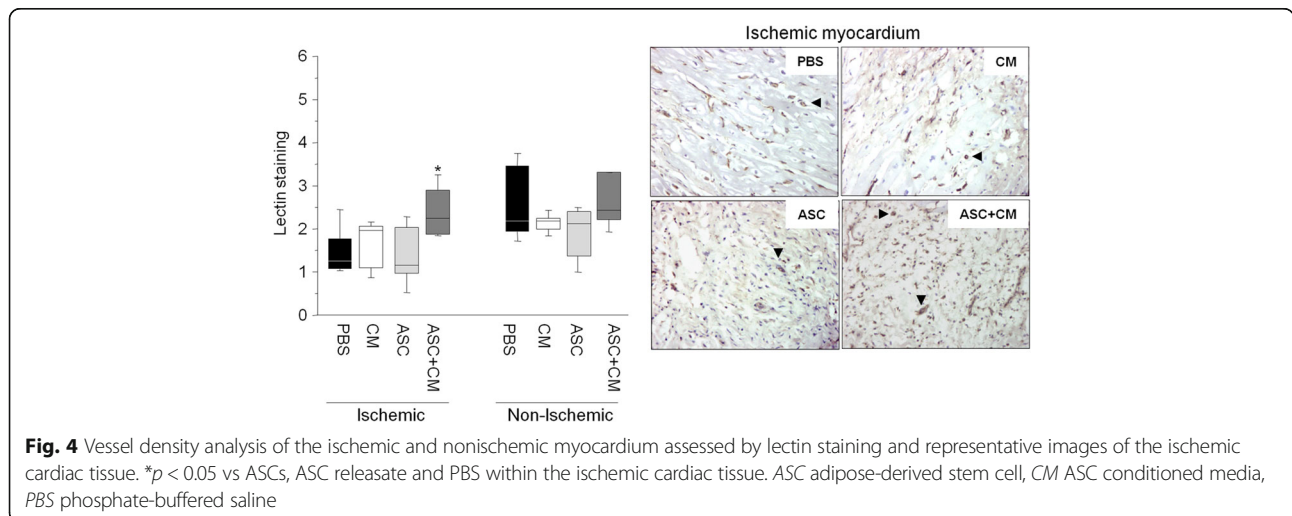 Ischemic myocardium
PBS
CM
ASC
ASC+CM
Lectin staining
6
5
4
3
2
1
0
*
PBS
CM
ASC
ASC+CM
PBS
CM
ASC
ASC+CM
Ischemic
Non-Ischemic
Fig. 4 Vessel density analysis of the ischemic and nonischemic myocardium assessed by lectin staining and representative images of the ischemic
cardiac tissue. *p < 0.05 vs ASCs, ASC releasate and PBS within the ischemic cardiac tissue. ASC adipose-derived stem cell, CM ASC conditioned media,
PBS phosphate-buffered saline